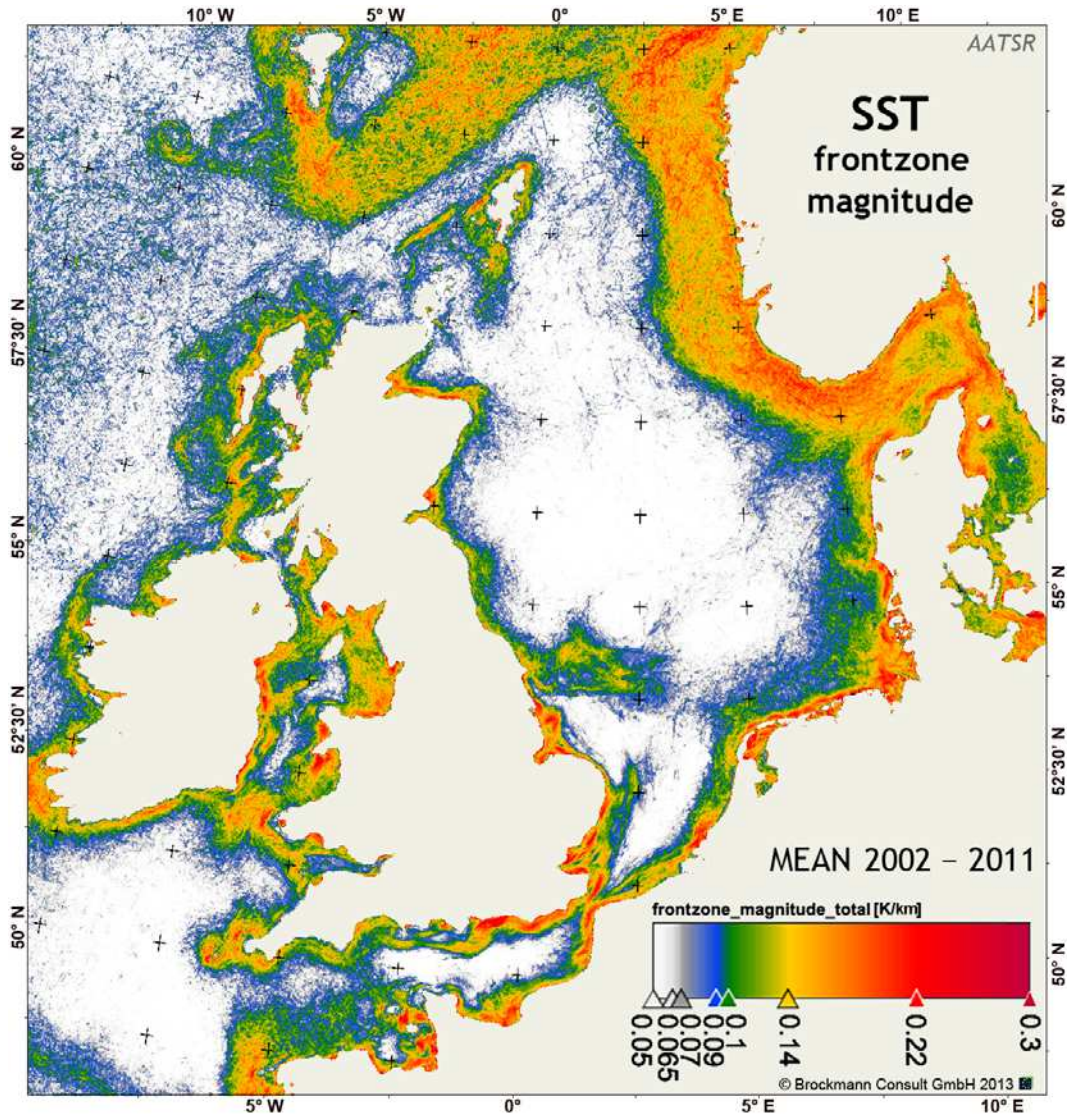 10° W 5° W 0° 5° E 10° E
AATSR
SST
frontzone
magnitude
60° N
60° N
57°30' N
57°30' N
55° N
55° N
52°30' N
52°30' N
50° N
50° N
MEAN 2002 – 2011
frontzone_magnitude_total [K/km]
0.05 0.065 0.07 0.09 0.1 0.14 0.22 0.3
© Brockmann Consult GmbH 2013
5° W 0° 5° E 10° E